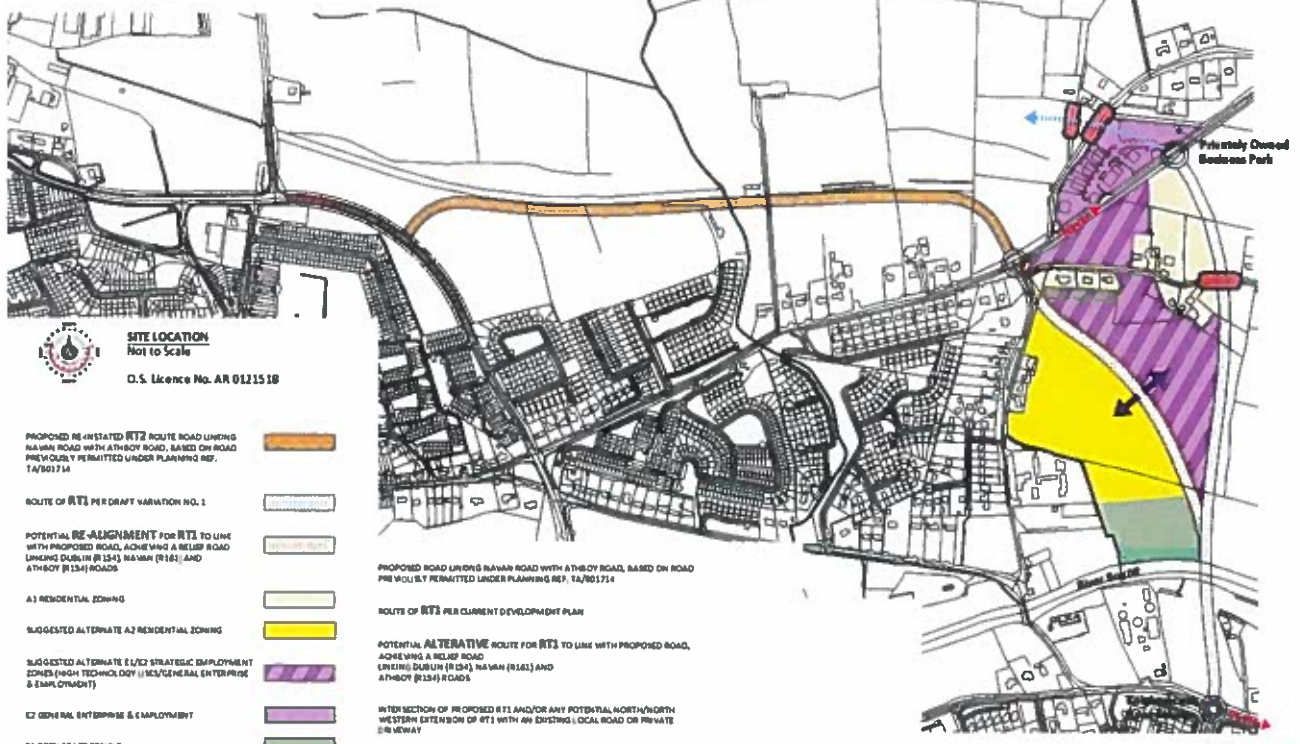 Privately Owned
Business Park
SITE LOCATION
Not to Scale
O.S. Licence No. AR 0121518
PROPOSED RE-INSTATED RT2 ROUTE ROAD LINKING
NAVAN ROAD WITH ATHBOY ROAD, BASED ON ROAD
PREVIOUSLY PERMITTED UNDER PLANNING REF.
TA/801714
ROUTE OF RT1 PER DRAFT VARIATION NO. 1
POTENTIAL RE-ALIGNMENT FOR RT1 TO LINK
WITH PROPOSED ROAD, ACHIEVING A RELIEF ROAD
LINKING DUBLIN (R154), NAVAN (R161) AND
ATHBOY (R154) ROADS
A1 RESIDENTIAL ZONING
SUGGESTED ALTERNATE A2 RESIDENTIAL ZONING
SUGGESTED ALTERNATE E1/E2 STRATEGIC EMPLOYMENT
ZONES (HIGH TECHNOLOGY USES/GENERAL ENTERPRISE
& EMPLOYMENT)
E2 GENERAL ENTERPRISE & EMPLOYMENT
PROPOSED ROAD LINKING NAVAN ROAD WITH ATHBOY ROAD, BASED ON ROAD
PREVIOUSLY PERMITTED UNDER PLANNING REF. TA/801714
ROUTE OF RT1 PER CURRENT DEVELOPMENT PLAN
POTENTIAL ALTERATIVE ROUTE FOR RT1 TO LINK WITH PROPOSED ROAD,
ACHIEVING A RELIEF ROAD
LINKING DUBLIN (R154), NAVAN (R161) AND
ATHBOY (R154) ROADS
INTERSECTION OF PROPOSED RT1 AND/OR ANY POTENTIAL NORTH/NORTH
WESTERN EXTENSION OF RT1 WITH AN EXISTING LOCAL ROAD OR PRIVATE
DRIVEWAY
River Boyne